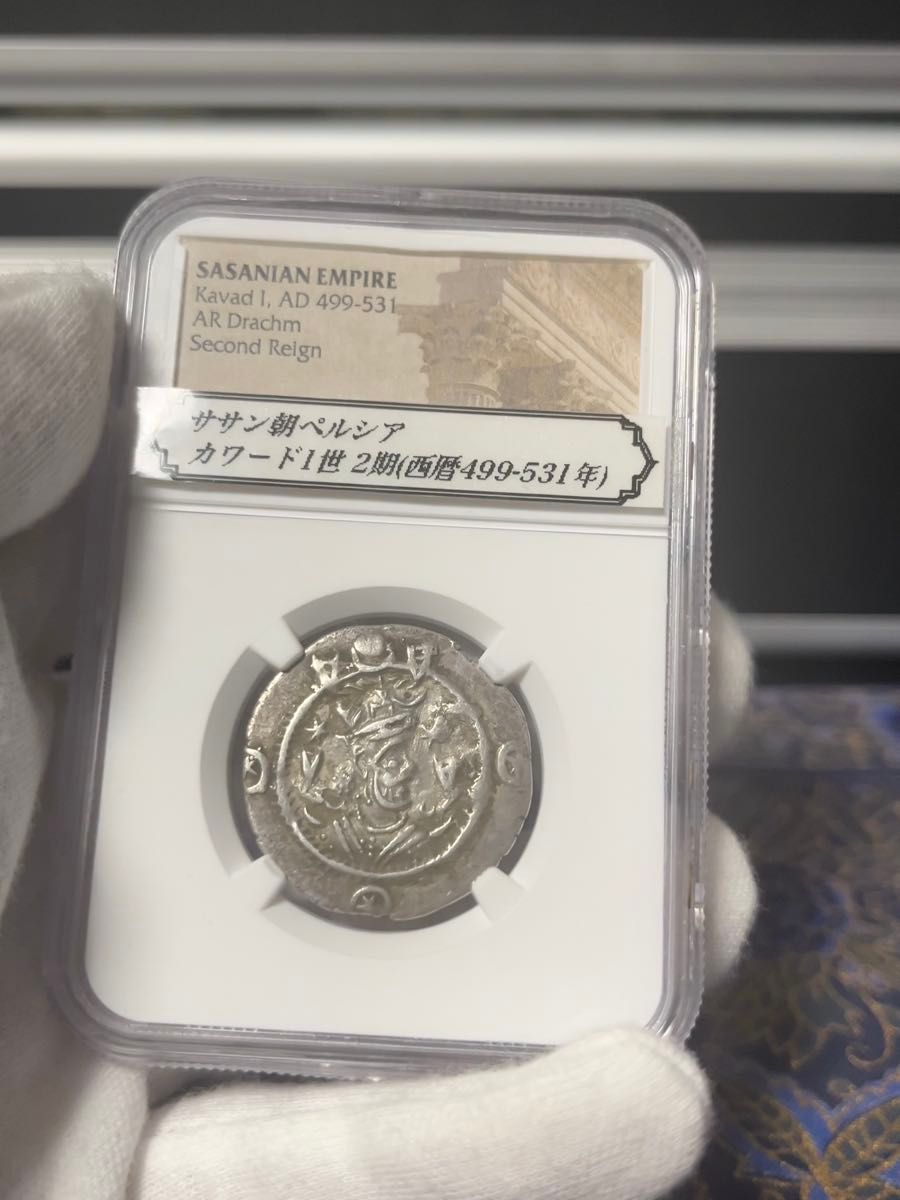 SASANIAN EMPIRE
Kavad I, AD 499-531
AR Drachm
Second Reign
ササン朝ペルシア
カワード1世 2期(西暦499-531年)